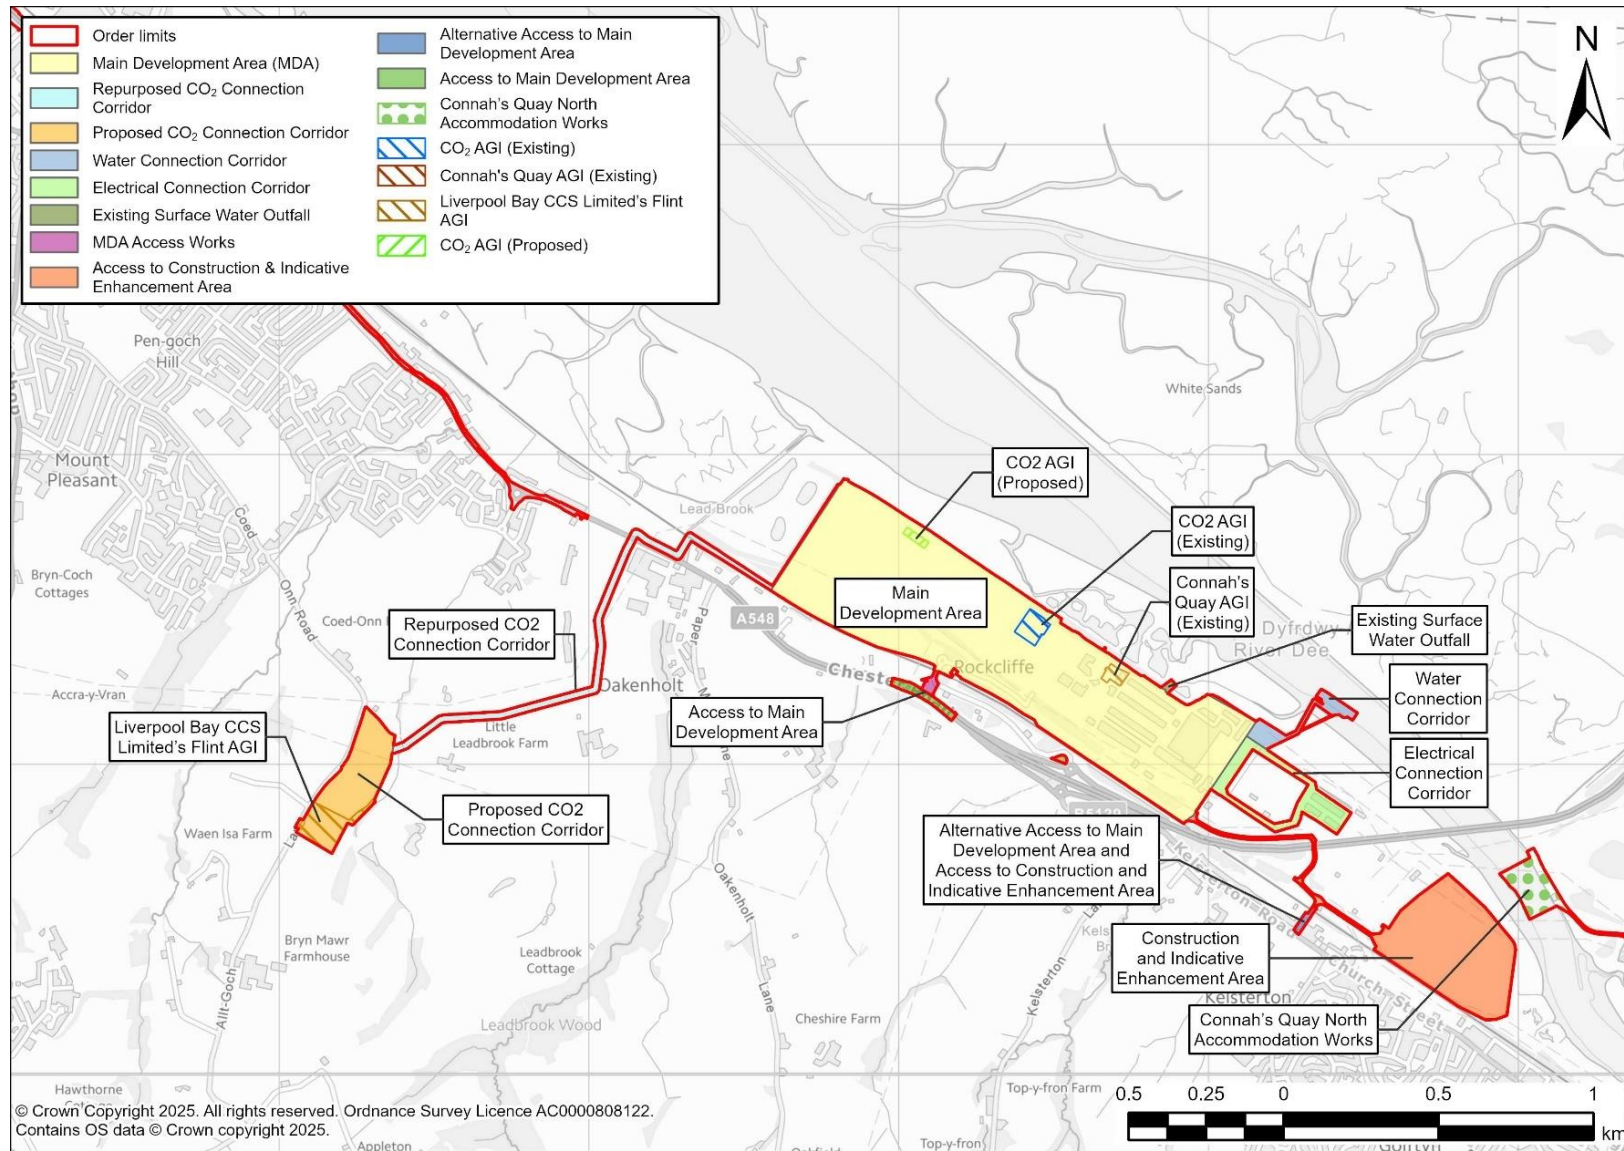 Order limits
Main Development Area (MDA)
Repurposed CO₂ Connection
Corridor
Proposed CO₂ Connection Corridor
Water Connection Corridor
Electrical Connection Corridor
Existing Surface Water Outfall
MDA Access Works
Access to Construction & Indicative
Enhancement Area
Alternative Access to Main
Development Area
Access to Main Development Area
Connah's Quay North
Accommodation Works
CO₂ AGI (Existing)
Connah's Quay AGI (Existing)
Liverpool Bay CCS Limited's Flint
AGI
CO₂ AGI (Proposed)
N
Pen-goch
Hill
Mount
Pleasant
White Sands
Lead Brook
CO2 AGI
(Proposed)
CO2 AGI
(Existing)
Bryn-Coch
Cottages
Coed
Onn Road
Coed-Onn
Main
Development Area
Connah's
Quay AGI
(Existing)
A548
Paper
Repurposed CO2
Connection Corridor
Dyfrdwy
River Dee
Existing Surface
Water Outfall
Rockcliffe
Oakenholt
Accra-y-Vran
Water
Connection
Corridor
Access to Main
Development Area
Liverpool Bay CCS
Limited's Flint AGI
Little
Leadbrook Farm
Electrical
Connection
Corridor
Proposed CO2
Connection Corridor
Waen Isa Farm
B5129
Alternative Access to Main
Development Area and
Access to Construction and
Indicative Enhancement Area
Kelsterton Road
Oakenholt
Lane
Bryn Mawr
Farmhouse
Leadbrook
Cottage
Construction
and Indicative
Enhancement Area
Church Street
Kelsterton
Kelsterton
Allt-Goch
Leadbrook Wood
Cheshire Farm
Connah's Quay North
Accommodation Works
Hawthorne
Top-y-fron Farm
0.5 0.25 0 0.5 1
km
© Crown Copyright 2025. All rights reserved. Ordnance Survey Licence AC0000808122.
Contains OS data © Crown copyright 2025.
Appleton
Top-y-fron